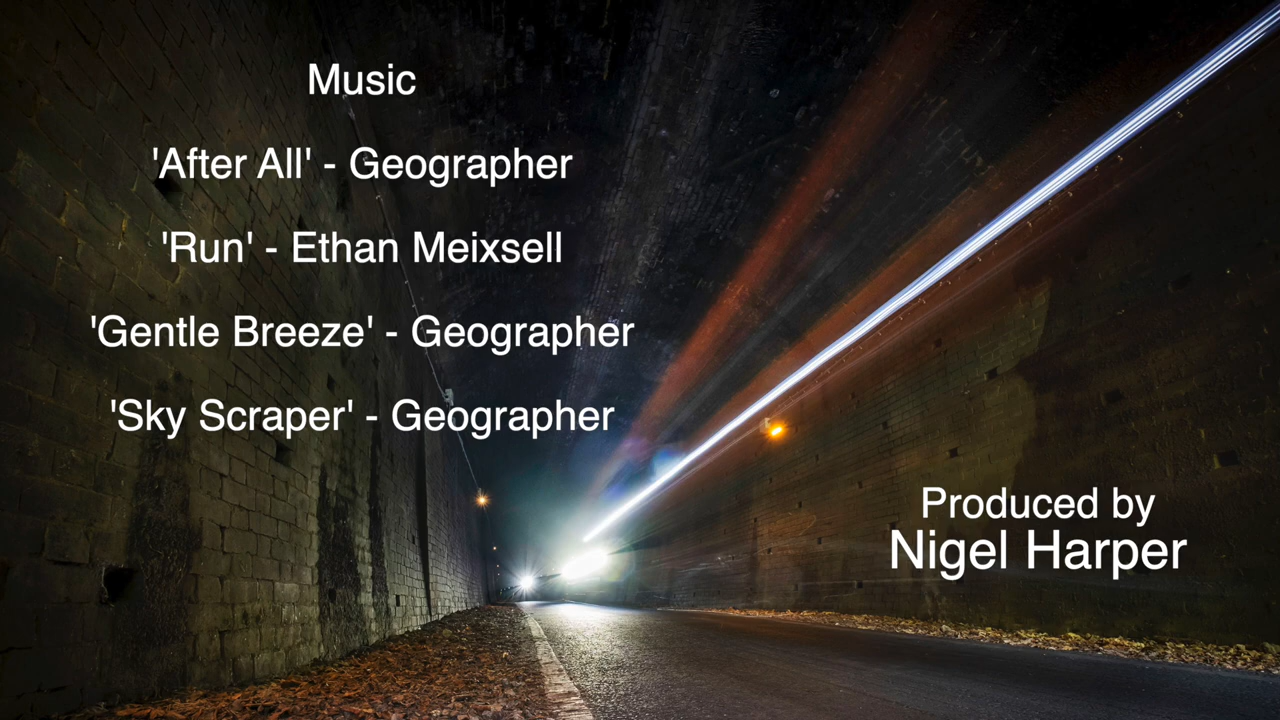 Music
'After All' - Geographer
'Run' - Ethan Meixsell
'Gentle Breeze' - Geographer
'Sky Scraper' - Geographer
Produced by
Nigel Harper